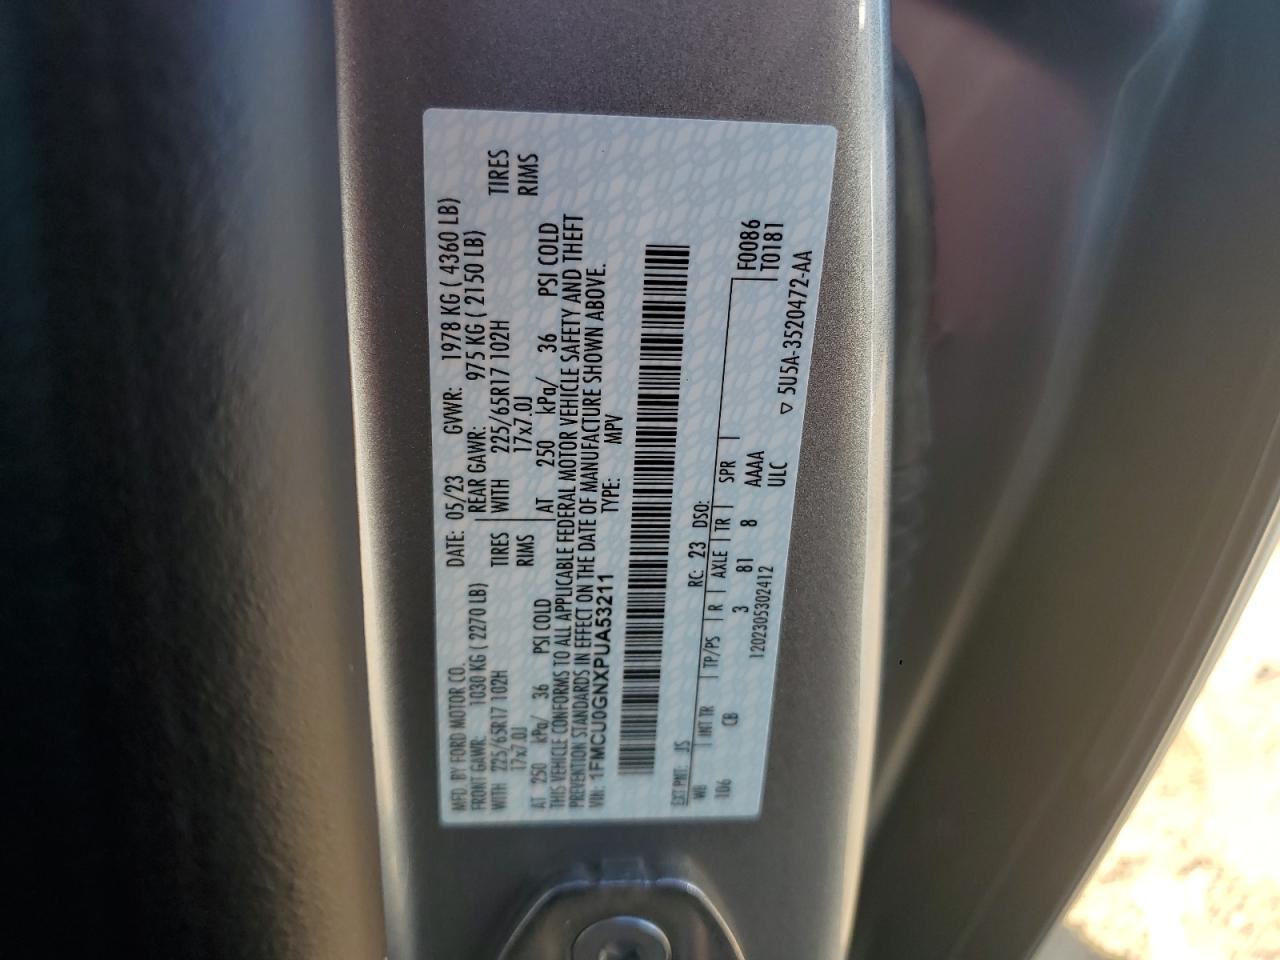 MFD. BY FORD MOTOR CO. DATE: 05/23 GVWR: 1978 KG ( 4360 LB)
FRONT GAWR: 1030 KG ( 2270 LB) REAR GAWR: 975 KG ( 2150 LB)
WITH 225/65R17 102H TIRES WITH 225/65R17 102H TIRES
17x7.0J RIMS 17x7.0J RIMS
AT 250 kPa/ 36 PSI COLD AT 250 kPa/ 36 PSI COLD
THIS VEHICLE CONFORMS TO ALL APPLICABLE FEDERAL MOTOR VEHICLE SAFETY AND THEFT
PREVENTION STANDARDS IN EFFECT ON THE DATE OF MANUFACTURE SHOWN ABOVE.
VIN: 1FMCU0GNXPUA53211 TYPE: MPV
EXT PNT: JS RC: 23 DSO:
WB INT TR TP/PS R AXLE TR SPR F0086
106 CB 3 81 8 AAAA T0181
1202305302412 ULC
▽ 5U5A-3520472-AA